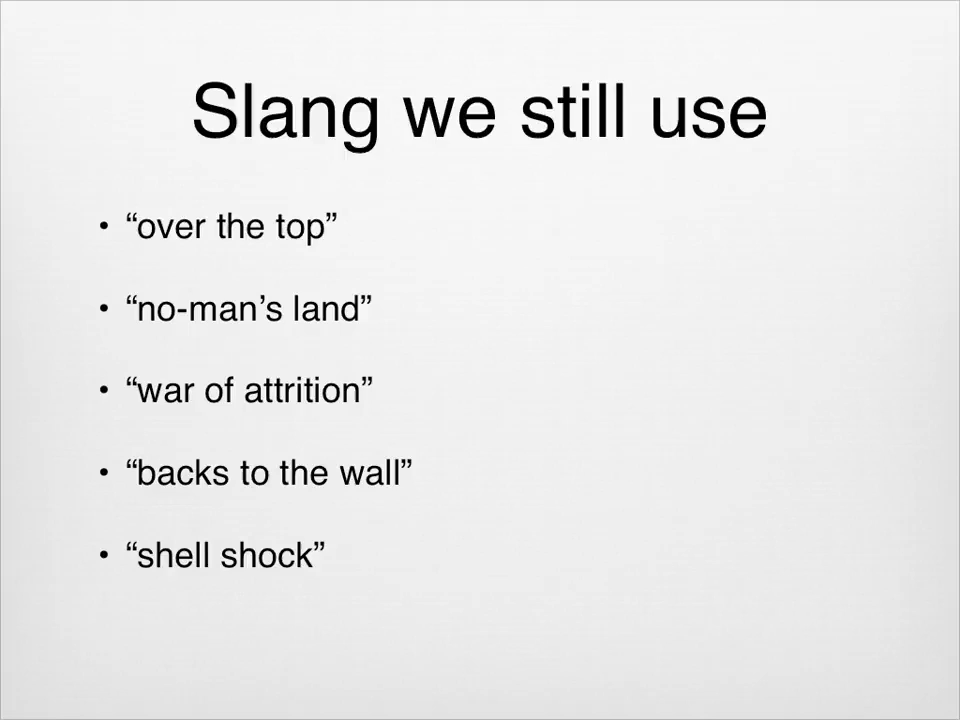 Slang we still use
• “over the top”
• “no-man’s land”
• “war of attrition”
• “backs to the wall”
• “shell shock”